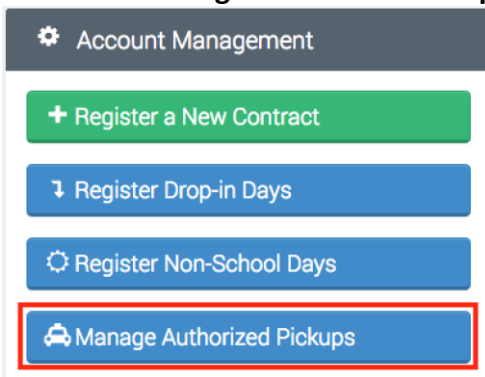 Account Management
Register a New Contract
Register Drop-in Days
Register Non-School Days
Manage Authorized Pickups